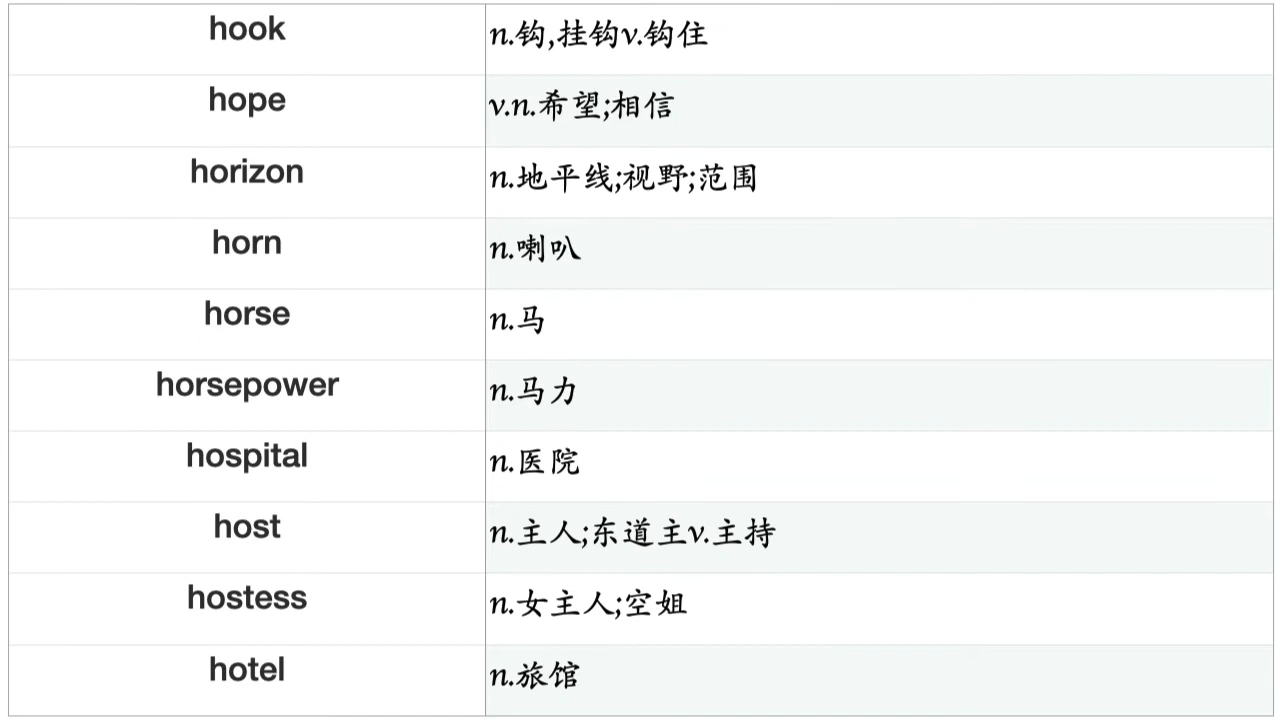 hook n.钩,挂钩v.钩住
hope v.n.希望;相信
horizon n.地平线;视野;范围
horn n.喇叭
horse n.马
horsepower n.马力
hospital n.医院
host n.主人;东道主v.主持
hostess n.女主人;空姐
hotel n.旅馆